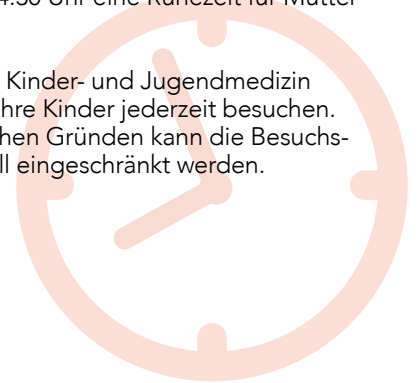 4.30 Uhr eine Ruhezeit für Mütter
Kinder- und Jugendmedizin
hre Kinder jederzeit besuchen.
hen Gründen kann die Besuchs-
ll eingeschränkt werden.